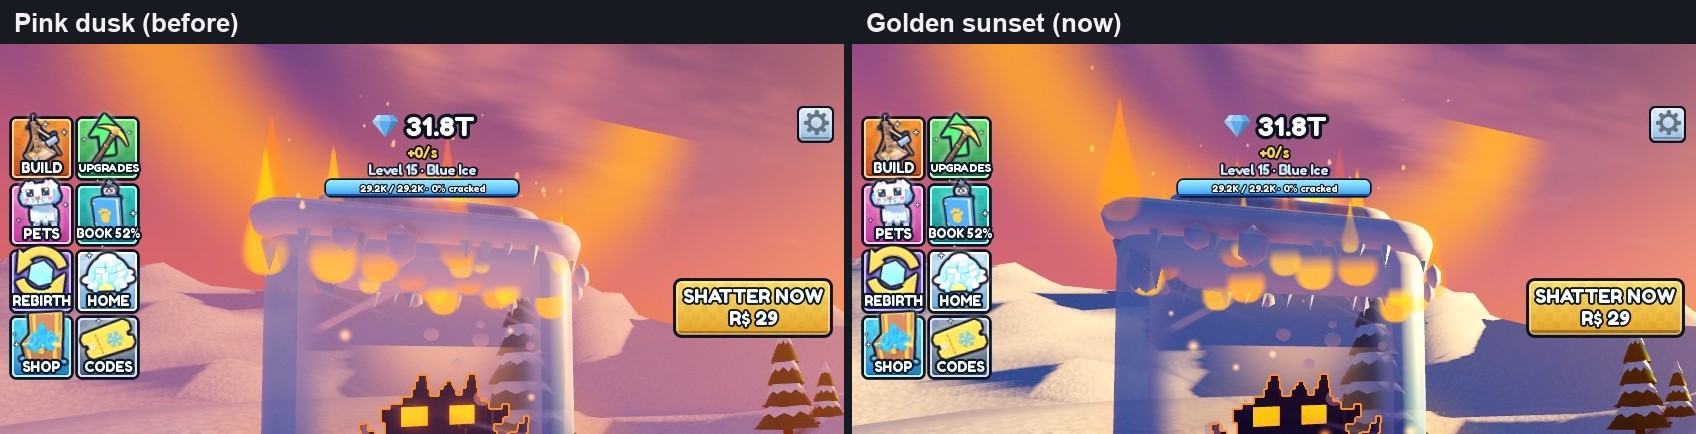 Pink dusk (before)
31.8T
+0/s
Level 15 · Blue Ice
29.2K / 29.2K · 0% cracked
BUILD
UPGRADES
PETS
BOOK 52%
REBIRTH
HOME
SHOP
CODES
SHATTER NOW
R$ 29
Golden sunset (now)
31.8T
+0/s
Level 15 · Blue Ice
29.2K / 29.2K · 0% cracked
BUILD
UPGRADES
PETS
BOOK 52%
REBIRTH
HOME
SHOP
CODES
SHATTER NOW
R$ 29